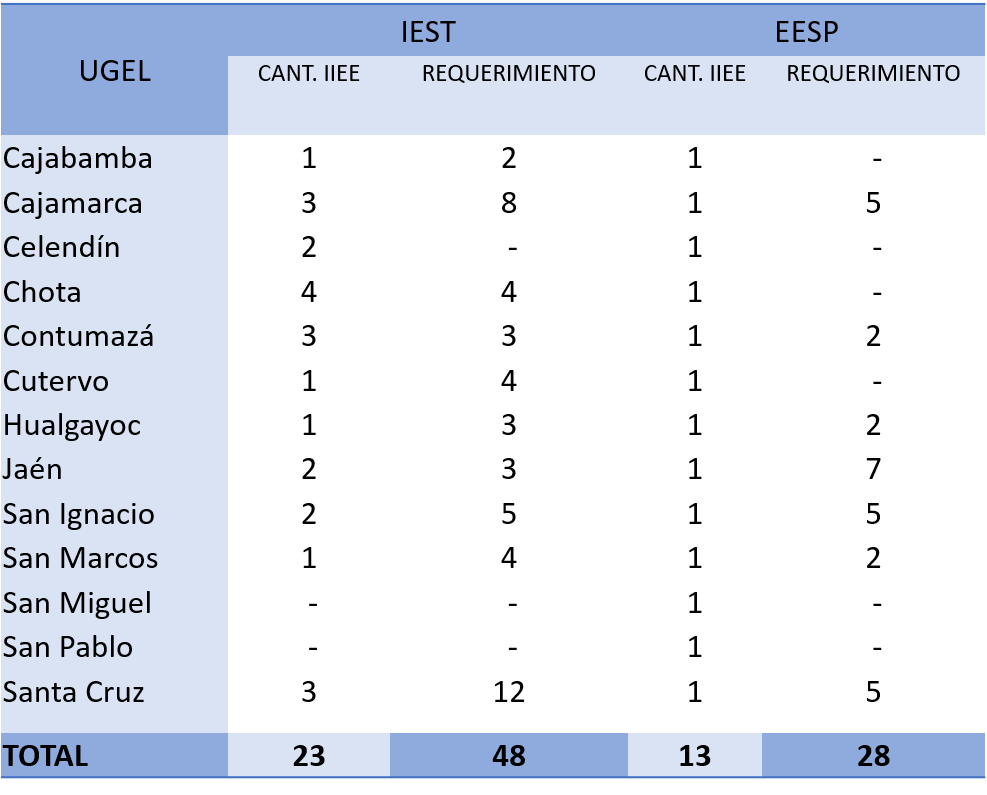 UGEL IEST EESP
CANT. IIEE REQUERIMIENTO CANT. IIEE REQUERIMIENTO
Cajabamba 1 2 1 -
Cajamarca 3 8 1 5
Celendín 2 - 1 -
Chota 4 4 1 -
Contumazá 3 3 1 2
Cutervo 1 4 1 -
Hualgayoc 1 3 1 2
Jaén 2 3 1 7
San Ignacio 2 5 1 5
San Marcos 1 4 1 2
San Miguel - - 1 -
San Pablo - - 1 -
Santa Cruz 3 12 1 5
TOTAL 23 48 13 28